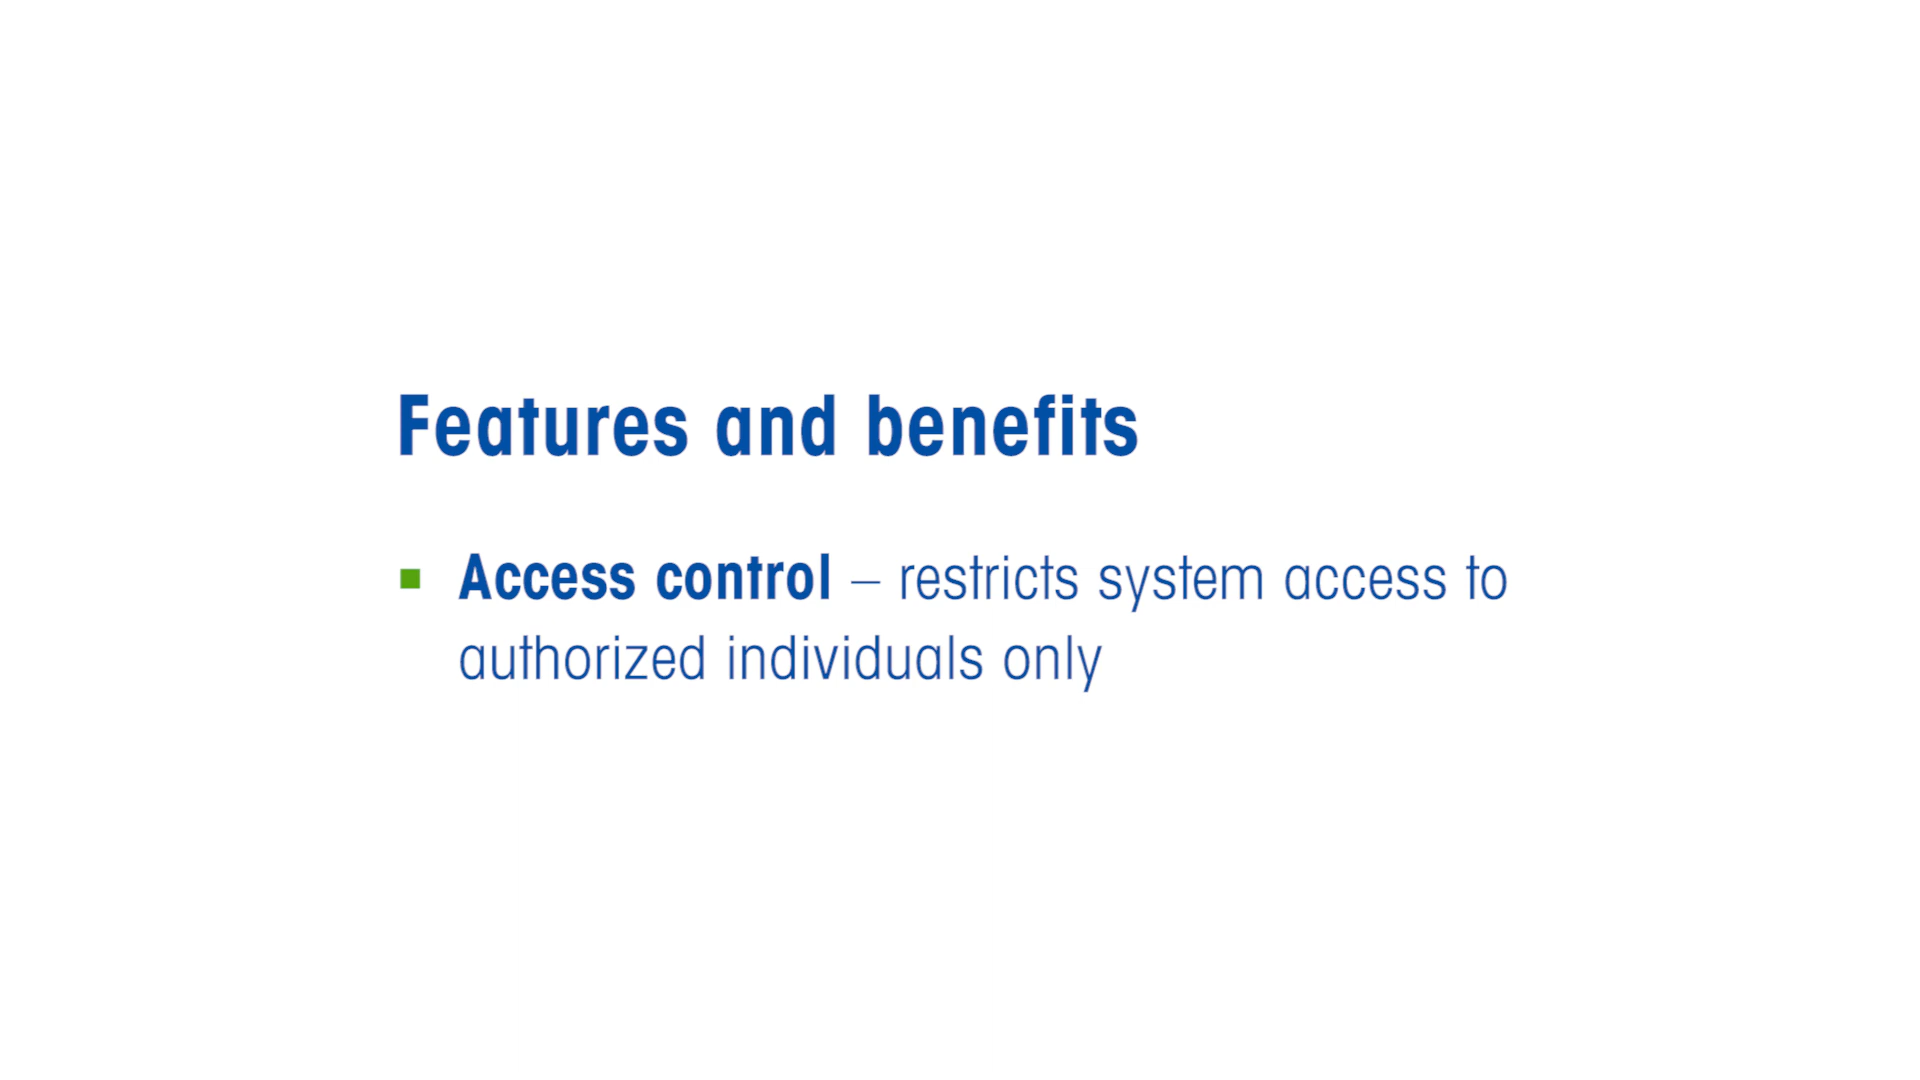 Features and benefits
Access control – restricts system access to
authorized individuals only